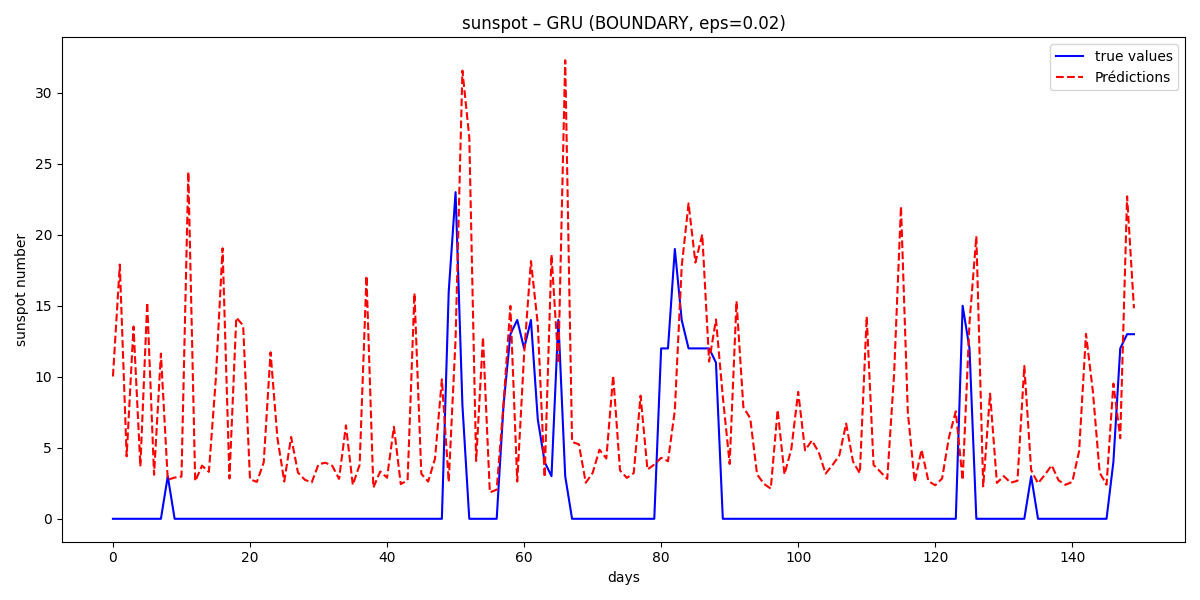 sunspot – GRU (BOUNDARY, eps=0.02)
true values
Prédictions
sunspot number
30
25
20
15
10
5
0
0 20 40 60 80 100 120 140
days